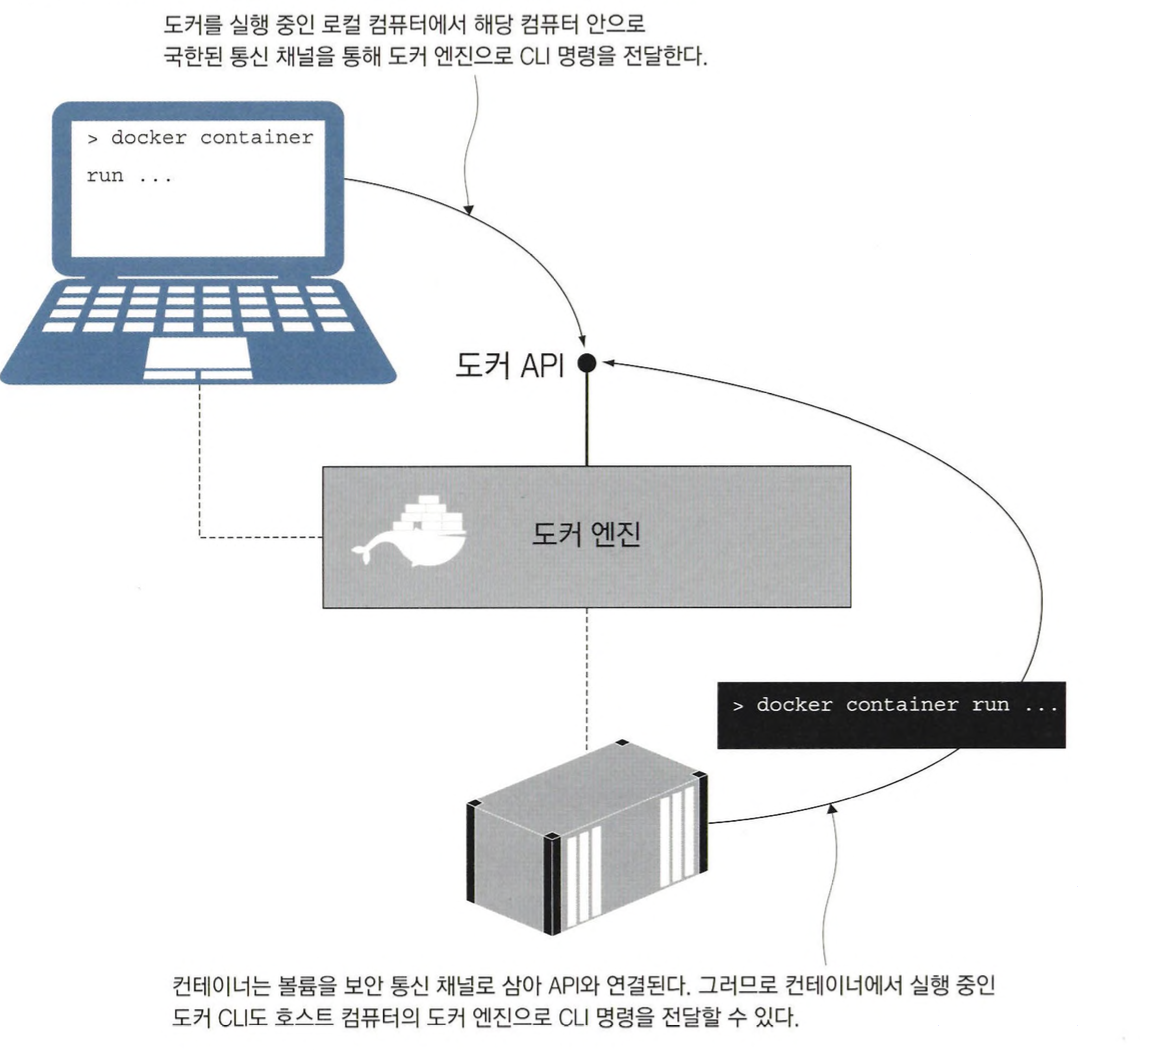 도커를 실행 중인 로컬 컴퓨터에서 해당 컴퓨터 안으로
국한된 통신 채널을 통해 도커 엔진으로 CLI 명령을 전달한다.
> docker container
run ...
도커 API
도커 엔진
> docker container run ...
컨테이너는 볼륨을 보안 통신 채널로 삼아 API와 연결된다. 그러므로 컨테이너에서 실행 중인
도커 CLI도 호스트 컴퓨터의 도커 엔진으로 CLI 명령을 전달할 수 있다.